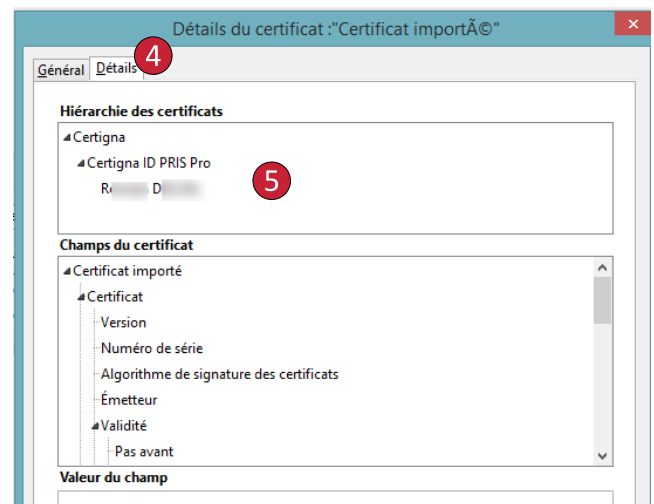 Détails du certificat :"Certificat importÃ©"
4
Général Détails
Hiérarchie des certificats
Certigna
Certigna ID PRIS Pro
5
Champs du certificat
Certificat importé
Certificat
Version
Numéro de série
Algorithme de signature des certificats
Émetteur
Validité
Pas avant
Valeur du champ